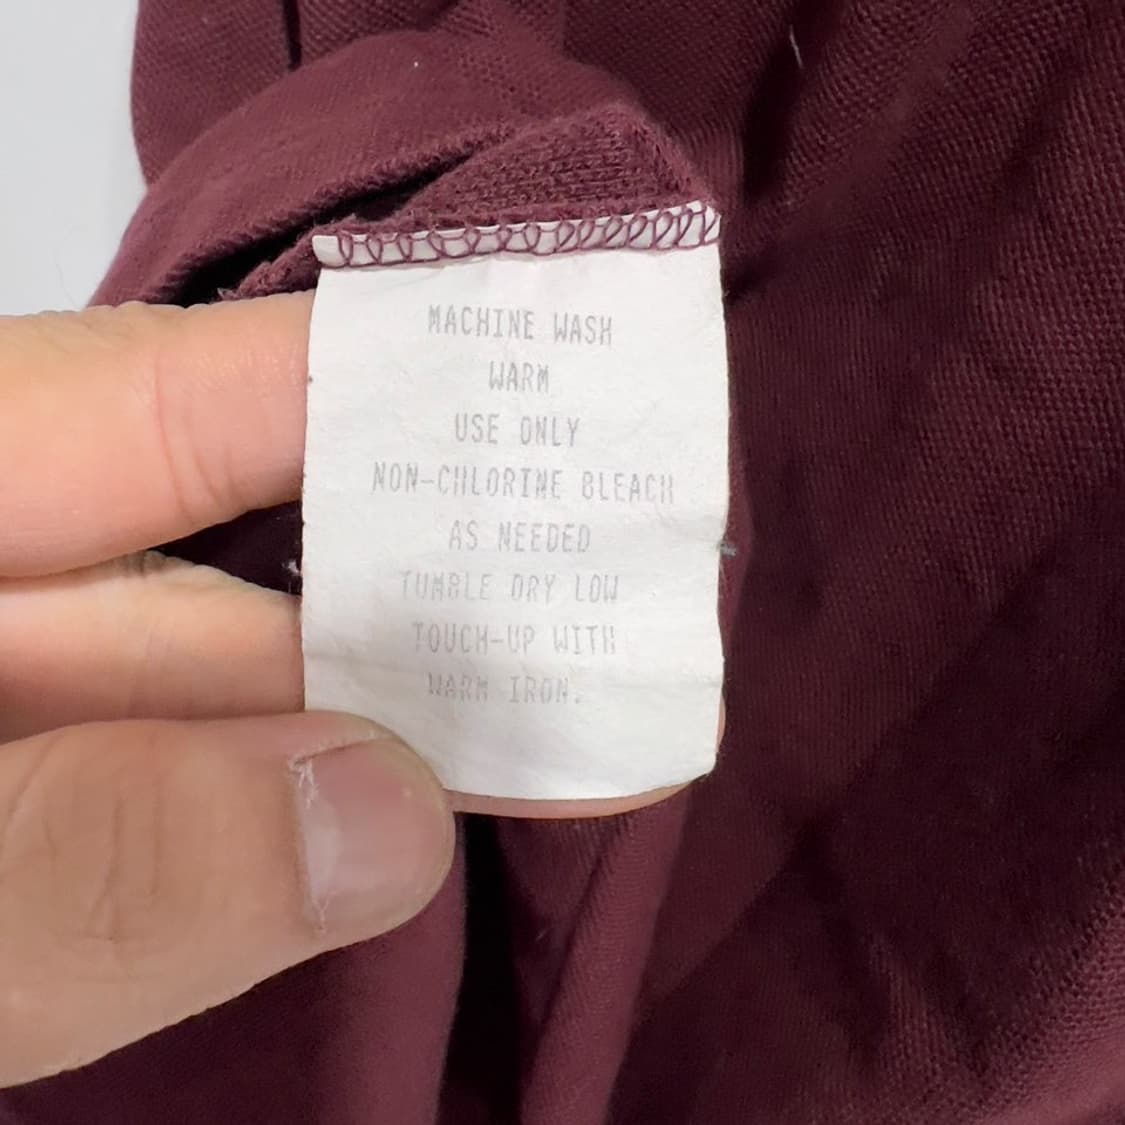 MACHINE WASH
WARM
USE ONLY
NON-CHLORINE BLEACH
AS NEEDED
TUMBLE DRY LOW
TOUCH-UP WITH
WARM IRON.